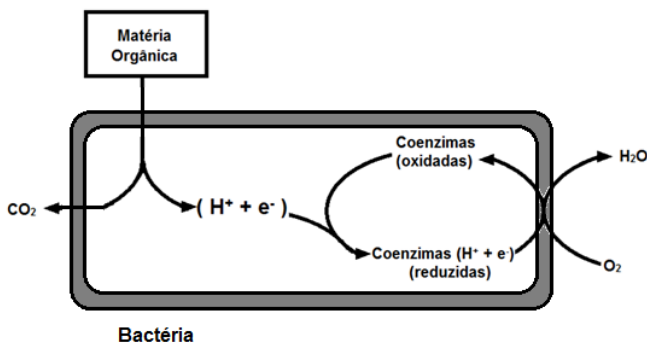 Matéria
Orgânica
Coenzimas
(oxidadas)
H₂O
CO₂
( H⁺ + e⁻ )
Coenzimas (H⁺ + e⁻)
(reduzidas)
O₂
Bactéria